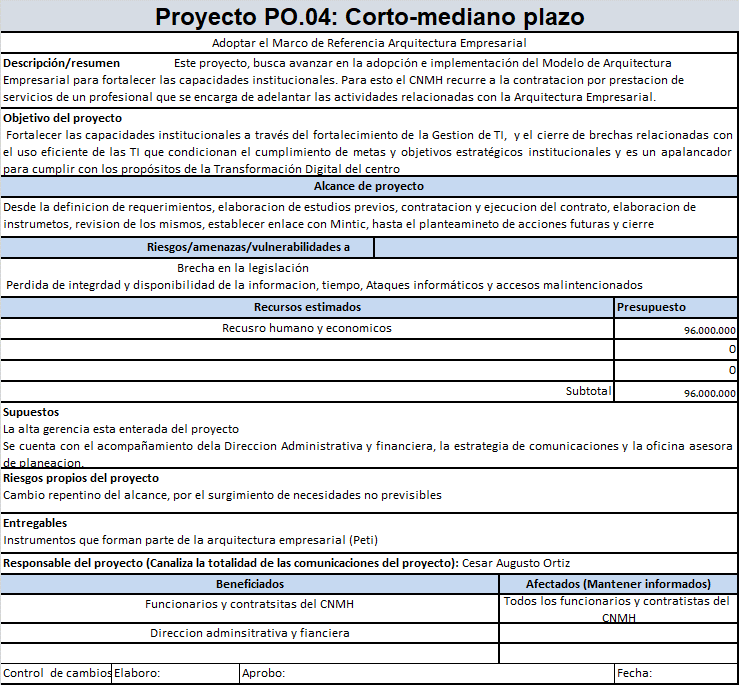 Proyecto PO.04: Corto-mediano plazo
Adoptar el Marco de Referencia Arquitectura Empresarial
Descripción/resumen Este proyecto, busca avanzar en la adopción e implementación del Modelo de Arquitectura
Empresarial para fortalecer las capacidades institucionales. Para esto el CNMH recurre a la contratacion por prestacion de
servicios de un profesional que se encarga de adelantar las actividades relacionadas con la Arquitectura Empresarial.
Objetivo del proyecto
Fortalecer las capacidades institucionales a través del fortalecimiento de la Gestion de TI, y el cierre de brechas relacionadas con
el uso eficiente de las TI que condicionan el cumplimiento de metas y objetivos estratégicos institucionales y es un apalancador
para cumplir con los propósitos de la Transformación Digital del centro
Alcance de proyecto
Desde la definicion de requerimientos, elaboracion de estudios previos, contratacion y ejecucion del contrato, elaboracion de
instrumetos, revision de los mismos, establecer enlace con Mintic, hasta el planteamineto de acciones futuras y cierre
Riesgos/amenazas/vulnerabilidades a
Brecha en la legislación
Perdida de integrdad y disponibilidad de la informacion, tiempo, Ataques informáticos y accesos malintencionados
Recursos estimados Presupuesto
Recusro humano y economicos 96.000.000
0
0
Subtotal 96.000.000
Supuestos
La alta gerencia esta enterada del proyecto
Se cuenta con el acompañamiento dela Direccion Administrativa y financiera, la estrategia de comunicaciones y la oficina asesora
de planeacion.
Riesgos propios del proyecto
Cambio repentino del alcance, por el surgimiento de necesidades no previsibles
Entregables
Instrumentos que forman parte de la arquitectura empresarial (Peti)
Responsable del proyecto (Canaliza la totalidad de las comunicaciones del proyecto): Cesar Augusto Ortiz
Beneficiados Afectados (Mantener informados)
Funcionarios y contratsitas del CNMH Todos los funcionarios y contratistas del
CNMH
Direccion adminsitrativa y fianciera
Control de cambios Elaboro: Aprobo: Fecha: